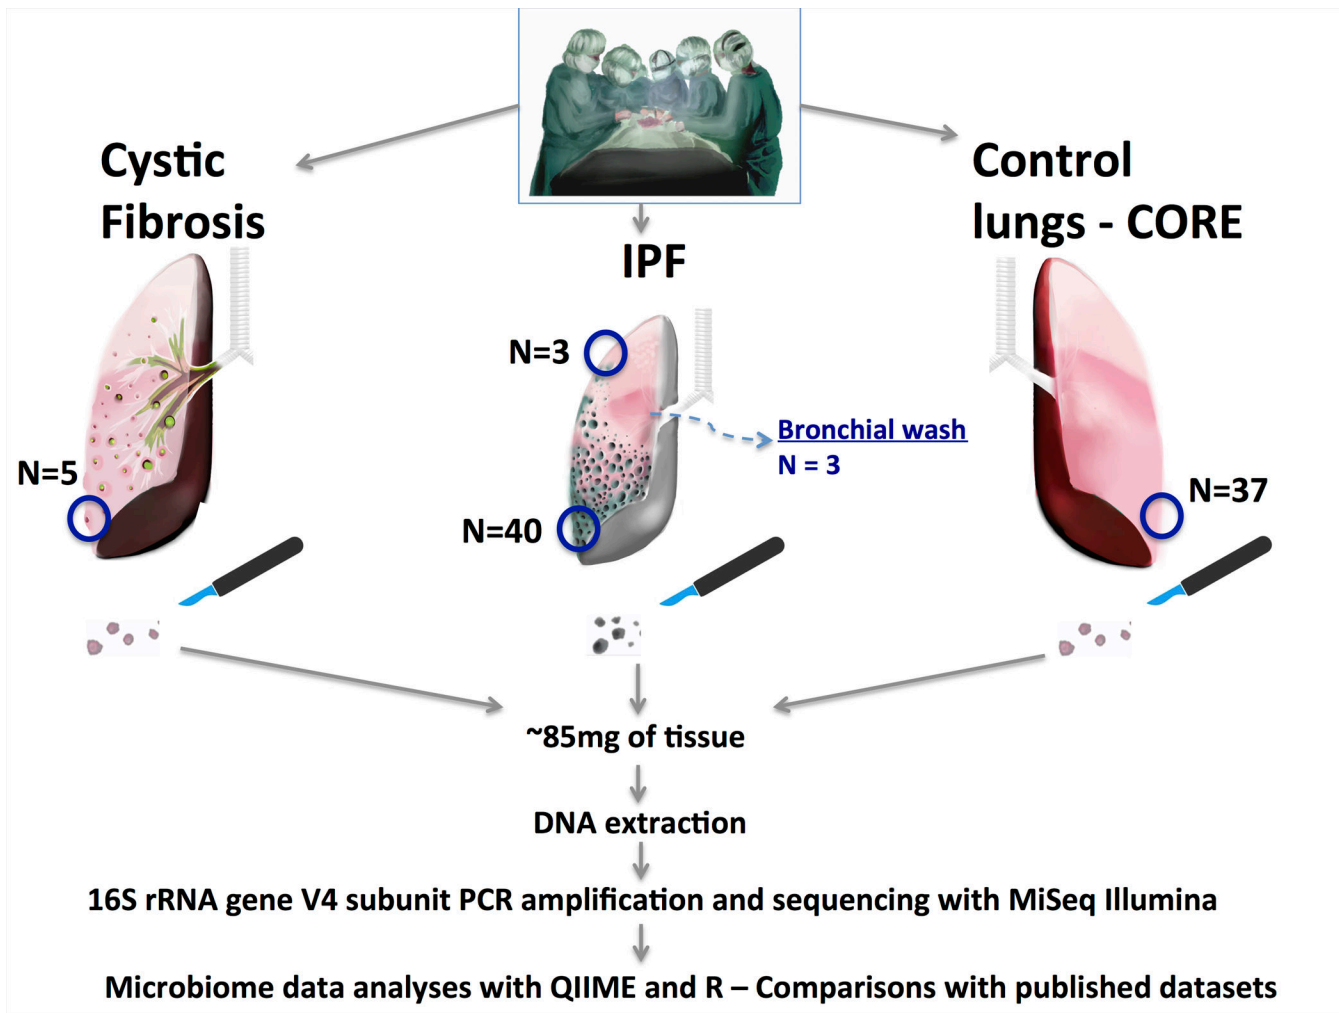 Cystic
Fibrosis
IPF
Control
lungs - CORE
N=3
Bronchial wash
N = 3
N=5
N=40
N=37
~85mg of tissue
DNA extraction
16S rRNA gene V4 subunit PCR amplification and sequencing with MiSeq Illumina
Microbiome data analyses with QIIME and R – Comparisons with published datasets